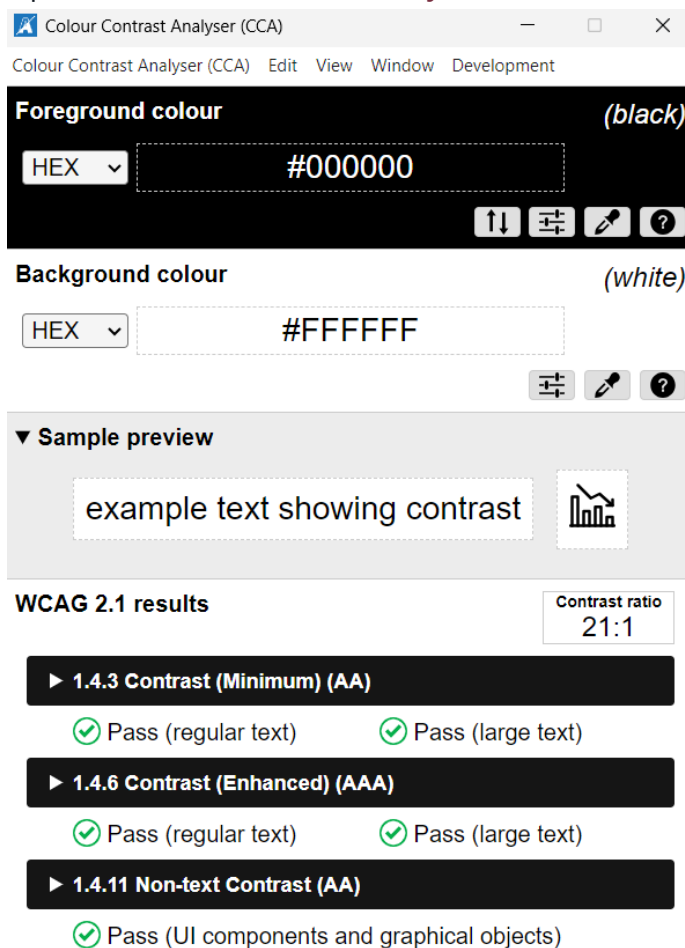 Colour Contrast Analyser (CCA)
Colour Contrast Analyser (CCA) Edit View Window Development
Foreground colour (black)
HEX #000000
Background colour (white)
HEX #FFFFFF
Sample preview
example text showing contrast
WCAG 2.1 results
Contrast ratio
21:1
1.4.3 Contrast (Minimum) (AA)
Pass (regular text) Pass (large text)
1.4.6 Contrast (Enhanced) (AAA)
Pass (regular text) Pass (large text)
1.4.11 Non-text Contrast (AA)
Pass (UI components and graphical objects)